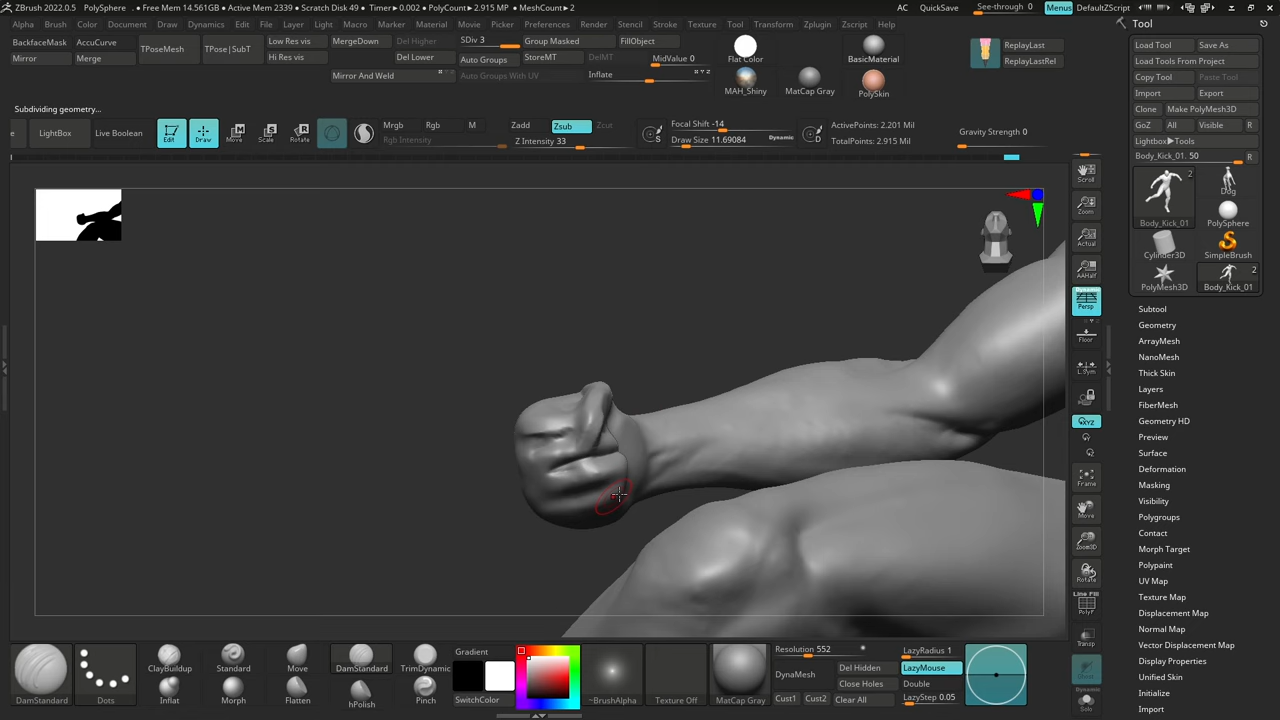 ZBrush 2022.0.5 PolySphere . • Free Mem 14.561GB • Active Mem 2339 • Scratch Disk 49 • Timer▶0.002 • PolyCount▶2.915 MP • MeshCount▶2 AC QuickSave See-through 0 Menus DefaultZScript
Alpha Brush Color Document Draw Dynamics Edit File Layer Light Macro Marker Material Movie Picker Preferences Render Stencil Stroke Texture Tool Transform Zplugin Zscript Help
Tool
BackfaceMask AccuCurve
Mirror Merge
TPoseMesh TPose|SubT
Low Res vis MergeDown Del Higher
Hi Res vis Del Lower
Mirror And Weld
SDiv 3 Group Masked FillObject
Auto Groups StoreMT DelMT MidValue 0
Auto Groups With UV Inflate
Flat Color BasicMaterial
MAH_Shiny MatCap Gray PolySkin
ReplayLast
ReplayLastRel
Subdividing geometry...
e LightBox Live Boolean Edit Draw Move Scale Rotate
Mrgb Rgb M
Rgb Intensity
Zadd Zsub Zcut
Z Intensity 33
S
Focal Shift -14
Draw Size 11.69084 Dynamic
D
ActivePoints: 2.201 Mil
TotalPoints: 2.915 Mil
Gravity Strength 0
Load Tool Save As
Load Tools From Project
Copy Tool Paste Tool
Import Export
Clone Make PolyMesh3D
GoZ All Visible R
Lightbox▶Tools
Body_Kick_01. 50 R
2
Body_Kick_01 Dog
PolySphere
Cylinder3D SimpleBrush
2
PolyMesh3D Body_Kick_01
Subtool
Geometry
ArrayMesh
NanoMesh
Thick Skin
Layers
FiberMesh
Geometry HD
Preview
Surface
Deformation
Masking
Visibility
Polygroups
Contact
Morph Target
Polypaint
UV Map
Texture Map
Displacement Map
Normal Map
Vector Displacement Map
Display Properties
Unified Skin
Initialize
Import
Scroll
Zoom
Actual
AAHalf
Dynamic
Persp
Floor
L.Sym
XYZ
Frame
Move
Zoom3D
Rotate
Line Fill
PolyF
Transp
Dynamic
Solo
DamStandard Dots
ClayBuildup Standard Move DamStandard TrimDynamic
Inflat Morph Flatten hPolish Pinch
Gradient
SwitchColor
~BrushAlpha Texture Off MatCap Gray
Resolution 552
DynaMesh Del Hidden
Close Holes
Cust1 Cust2 Clear All
LazyRadius 1
LazyMouse
Double
LazyStep 0.05